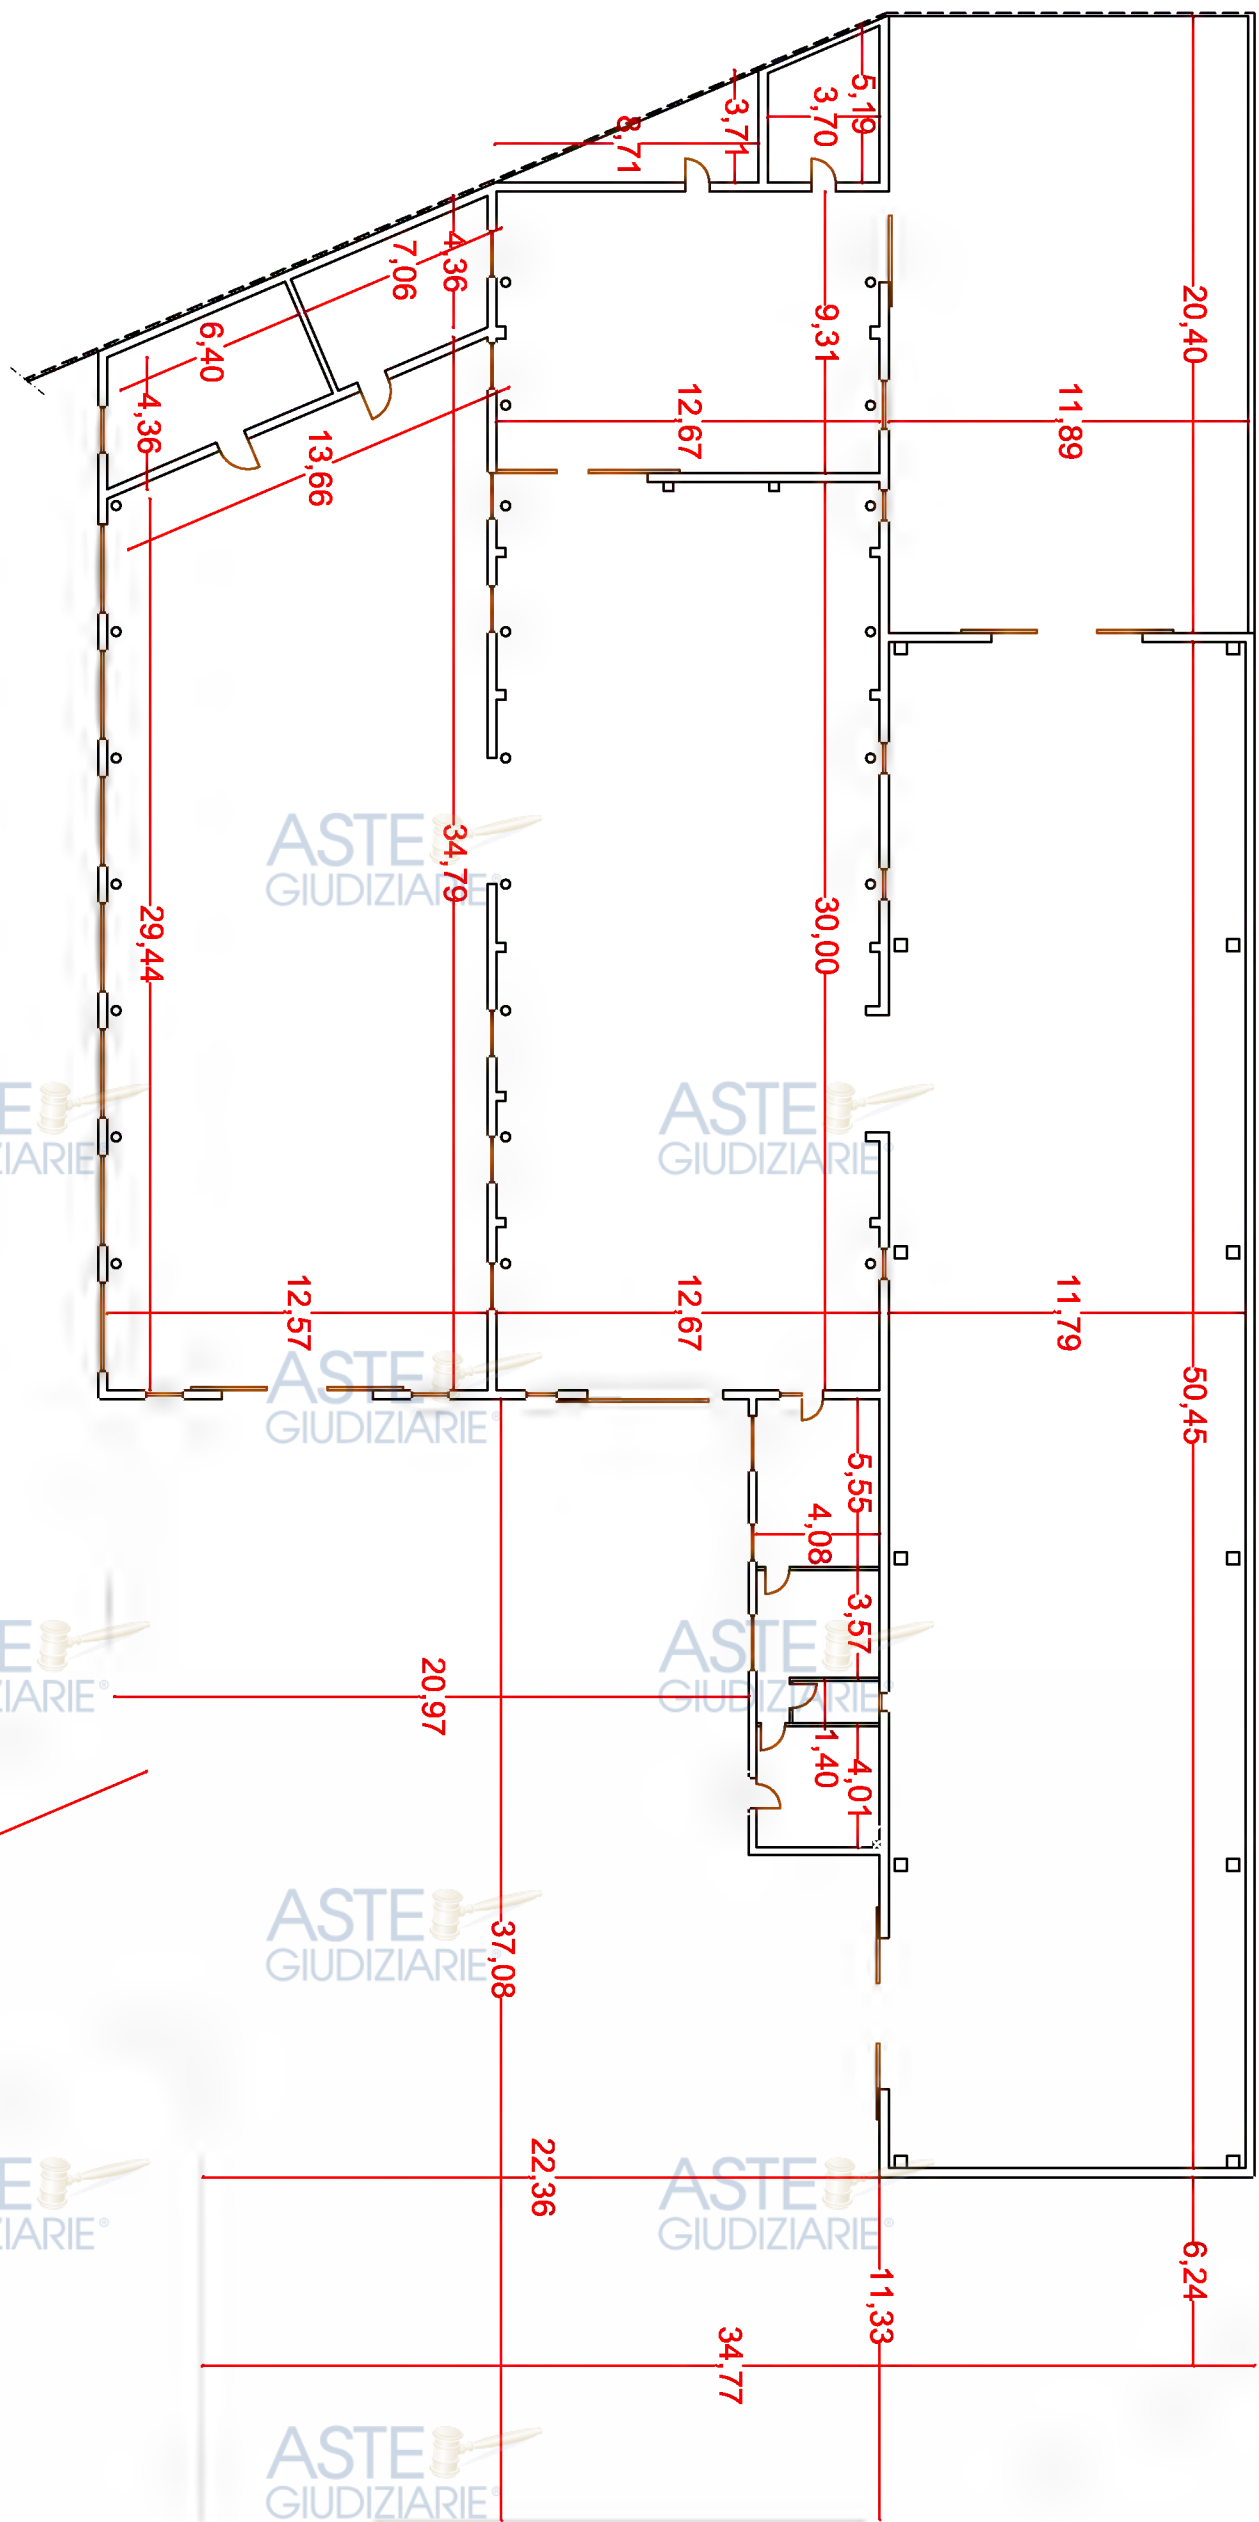 5,19
3,70
3,71
8,71
4,36
7,06
20,40
9,31
6,40
4,36
12,67
11,89
13,66
ASTE
GIUDIZIARIE®
34,79
29,44
30,00
E
ZIARIE
ASTE
GIUDIZIARIE®
12,57
12,67
11,79
50,45
ASTE
GIUDIZIARIE®
5,55
4,08
3,57
E
ZIARIE®
ASTE
GIUDIZIARIE®
20,97
1,40
4,01
ASTE
GIUDIZIARIE®
37,08
22,36
E
ZIARIE®
ASTE
GIUDIZIARIE®
6,24
11,33
34,77
ASTE
GIUDIZIARIE®